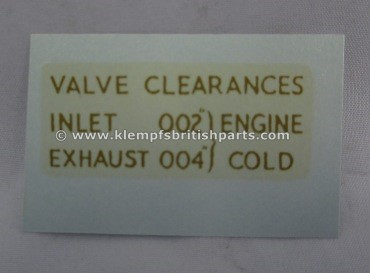 VALVE CLEARANCES
INLET 002") ENGINE
© www.klempfsbritishparts.com
EXHAUST 004") COLD